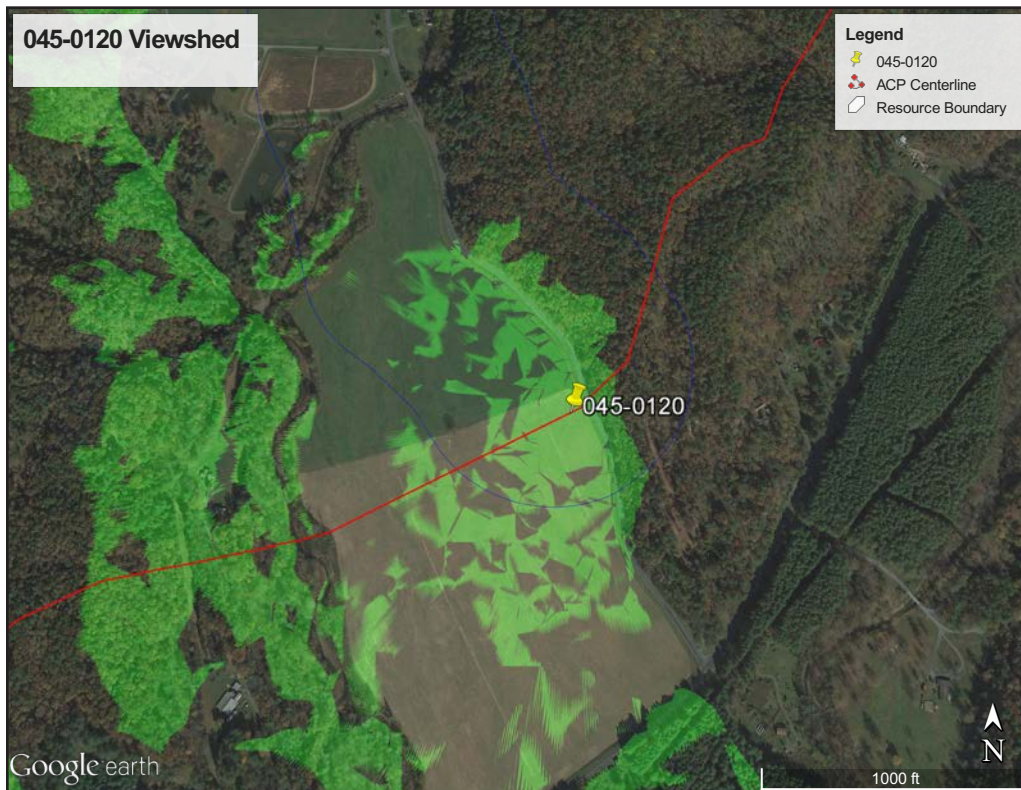 045-0120 Viewshed
Legend
045-0120
ACP Centerline
Resource Boundary
045-0120
Google earth
N
1000 ft